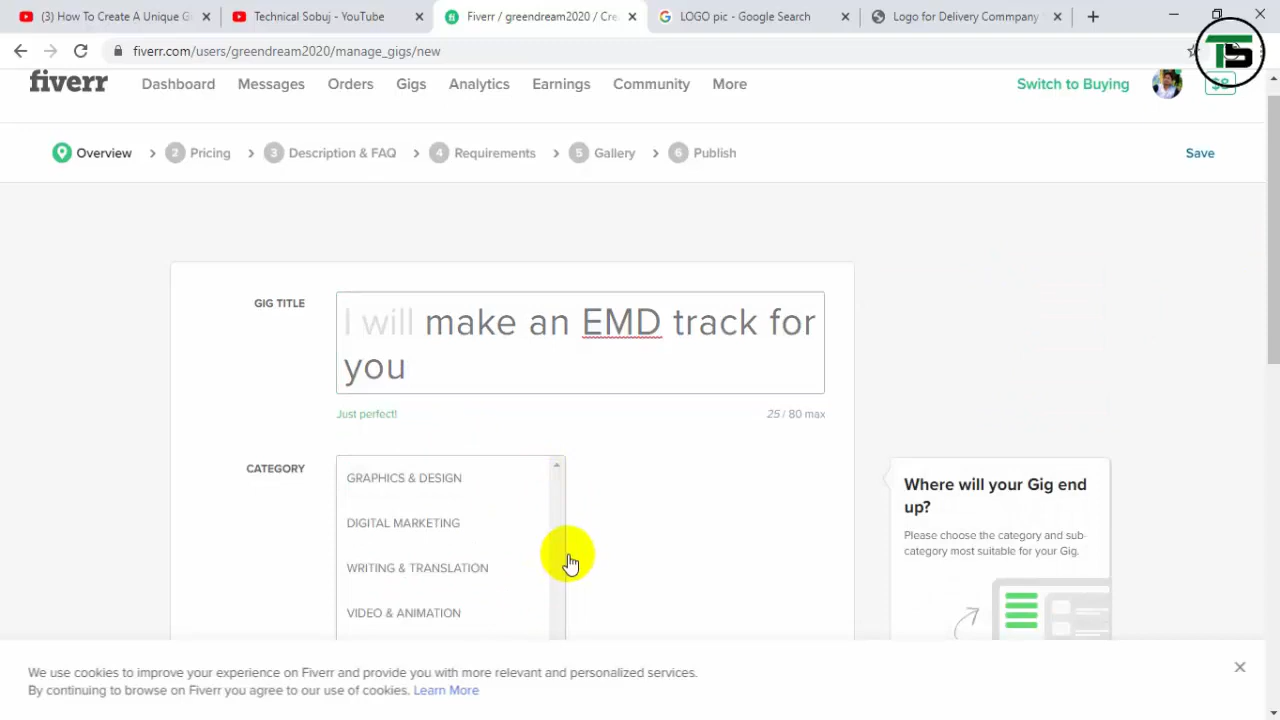 (3) How To Create A Unique G
Technical Sobuj - YouTube
Fiverr / greendream2020 / Cre
LOGO pic - Google Search
Logo for Delivery Commpany
fiverr.com/users/greendream2020/manage_gigs/new
TS
fiverr
Dashboard
Messages
Orders
Gigs
Analytics
Earnings
Community
More
Switch to Buying
Overview
2 Pricing
3 Description & FAQ
4 Requirements
5 Gallery
6 Publish
Save
GIG TITLE
I will make an EMD track for
you
Just perfect!
25 / 80 max
CATEGORY
GRAPHICS & DESIGN
DIGITAL MARKETING
WRITING & TRANSLATION
VIDEO & ANIMATION
Where will your Gig end
up?
Please choose the category and sub-
category most suitable for your Gig.
We use cookies to improve your experience on Fiverr and provide you with more relevant and personalized services.
By continuing to browse on Fiverr you agree to our use of cookies. Learn More